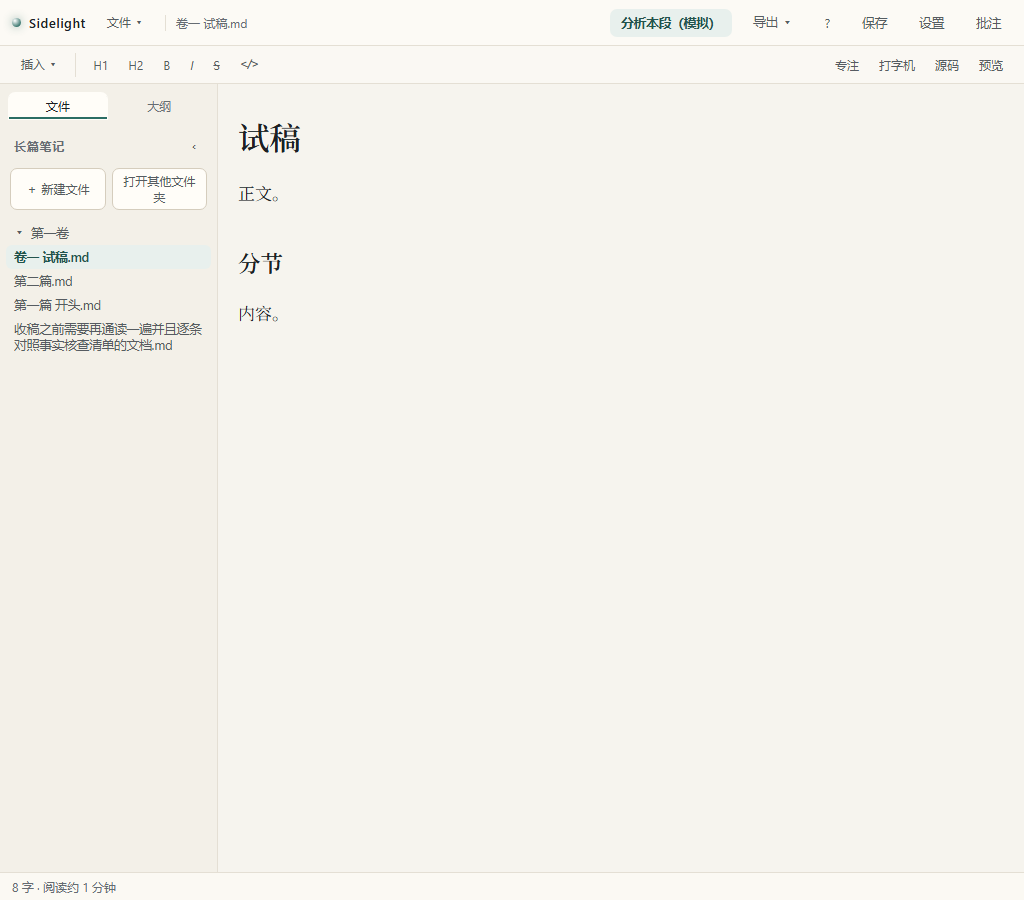 Sidelight 文件 卷一 试稿.md 分析本段（模拟） 导出 ? 保存 设置 批注
插入 H1 H2 B I S </> 专注 打字机 源码 预览
文件 大纲
长篇笔记
+ 新建文件
打开其他文件
夹
第一卷
卷一 试稿.md
第二篇.md
第一篇 开头.md
收稿之前需要再通读一遍并且逐条
对照事实核查清单的文档.md
试稿
正文。
分节
内容。
8 字 · 阅读约 1 分钟